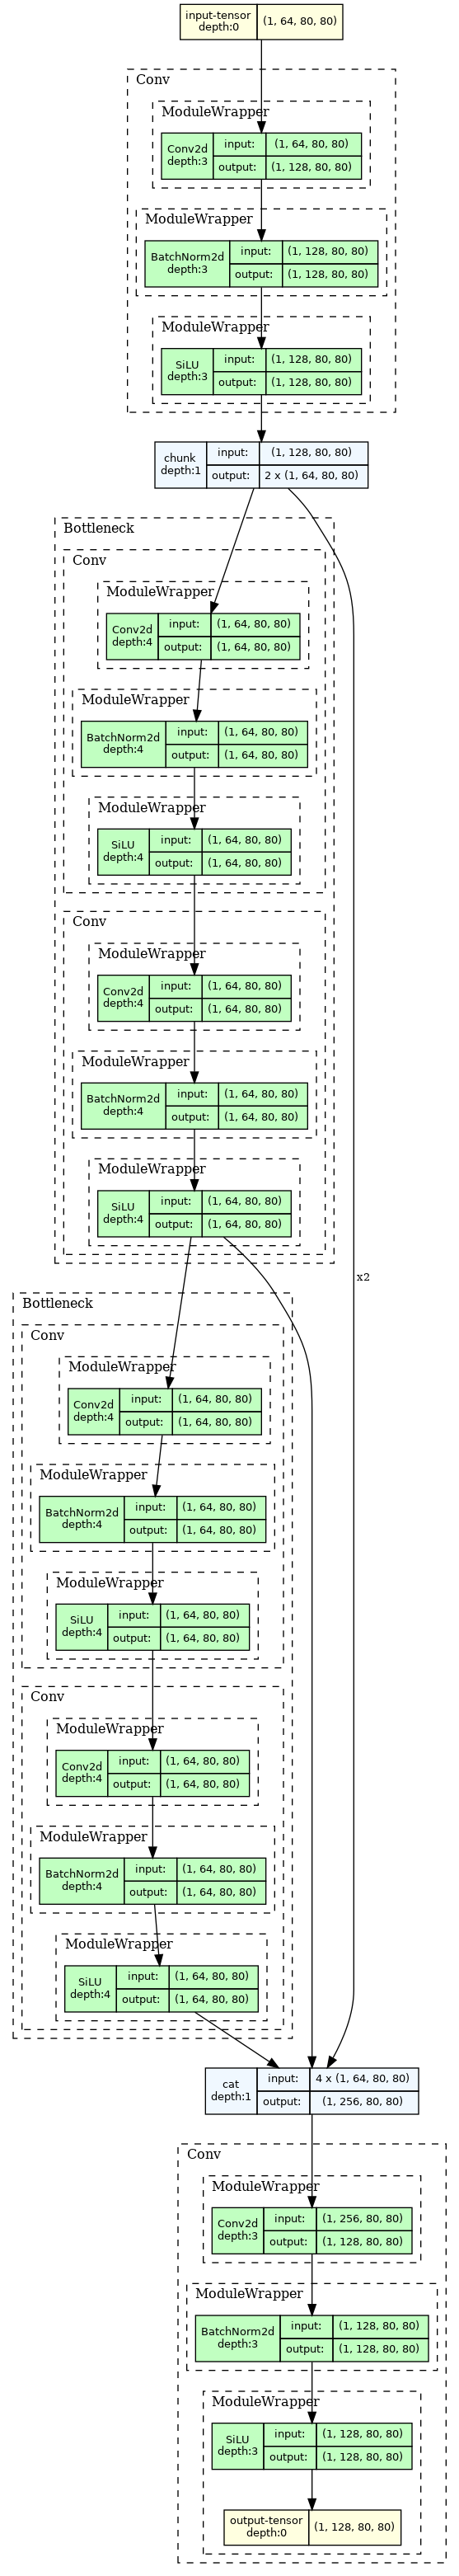 input-tensor
depth:0
(1, 64, 80, 80)
Conv
ModuleWrapper
Conv2d
depth:3
input:
(1, 64, 80, 80)
output:
(1, 128, 80, 80)
ModuleWrapper
BatchNorm2d
depth:3
input:
(1, 128, 80, 80)
output:
(1, 128, 80, 80)
ModuleWrapper
SiLU
depth:3
input:
(1, 128, 80, 80)
output:
(1, 128, 80, 80)
chunk
depth:1
input:
(1, 128, 80, 80)
output:
2 x (1, 64, 80, 80)
Bottleneck
Conv
ModuleWrapper
Conv2d
depth:4
input:
(1, 64, 80, 80)
output:
(1, 64, 80, 80)
ModuleWrapper
BatchNorm2d
depth:4
input:
(1, 64, 80, 80)
output:
(1, 64, 80, 80)
ModuleWrapper
SiLU
depth:4
input:
(1, 64, 80, 80)
output:
(1, 64, 80, 80)
Conv
ModuleWrapper
Conv2d
depth:4
input:
(1, 64, 80, 80)
output:
(1, 64, 80, 80)
ModuleWrapper
BatchNorm2d
depth:4
input:
(1, 64, 80, 80)
output:
(1, 64, 80, 80)
ModuleWrapper
SiLU
depth:4
input:
(1, 64, 80, 80)
output:
(1, 64, 80, 80)
x2
Bottleneck
Conv
ModuleWrapper
Conv2d
depth:4
input:
(1, 64, 80, 80)
output:
(1, 64, 80, 80)
ModuleWrapper
BatchNorm2d
depth:4
input:
(1, 64, 80, 80)
output:
(1, 64, 80, 80)
ModuleWrapper
SiLU
depth:4
input:
(1, 64, 80, 80)
output:
(1, 64, 80, 80)
Conv
ModuleWrapper
Conv2d
depth:4
input:
(1, 64, 80, 80)
output:
(1, 64, 80, 80)
ModuleWrapper
BatchNorm2d
depth:4
input:
(1, 64, 80, 80)
output:
(1, 64, 80, 80)
ModuleWrapper
SiLU
depth:4
input:
(1, 64, 80, 80)
output:
(1, 64, 80, 80)
cat
depth:1
input:
4 x (1, 64, 80, 80)
output:
(1, 256, 80, 80)
Conv
ModuleWrapper
Conv2d
depth:3
input:
(1, 256, 80, 80)
output:
(1, 128, 80, 80)
ModuleWrapper
BatchNorm2d
depth:3
input:
(1, 128, 80, 80)
output:
(1, 128, 80, 80)
ModuleWrapper
SiLU
depth:3
input:
(1, 128, 80, 80)
output:
(1, 128, 80, 80)
output-tensor
depth:0
(1, 128, 80, 80)